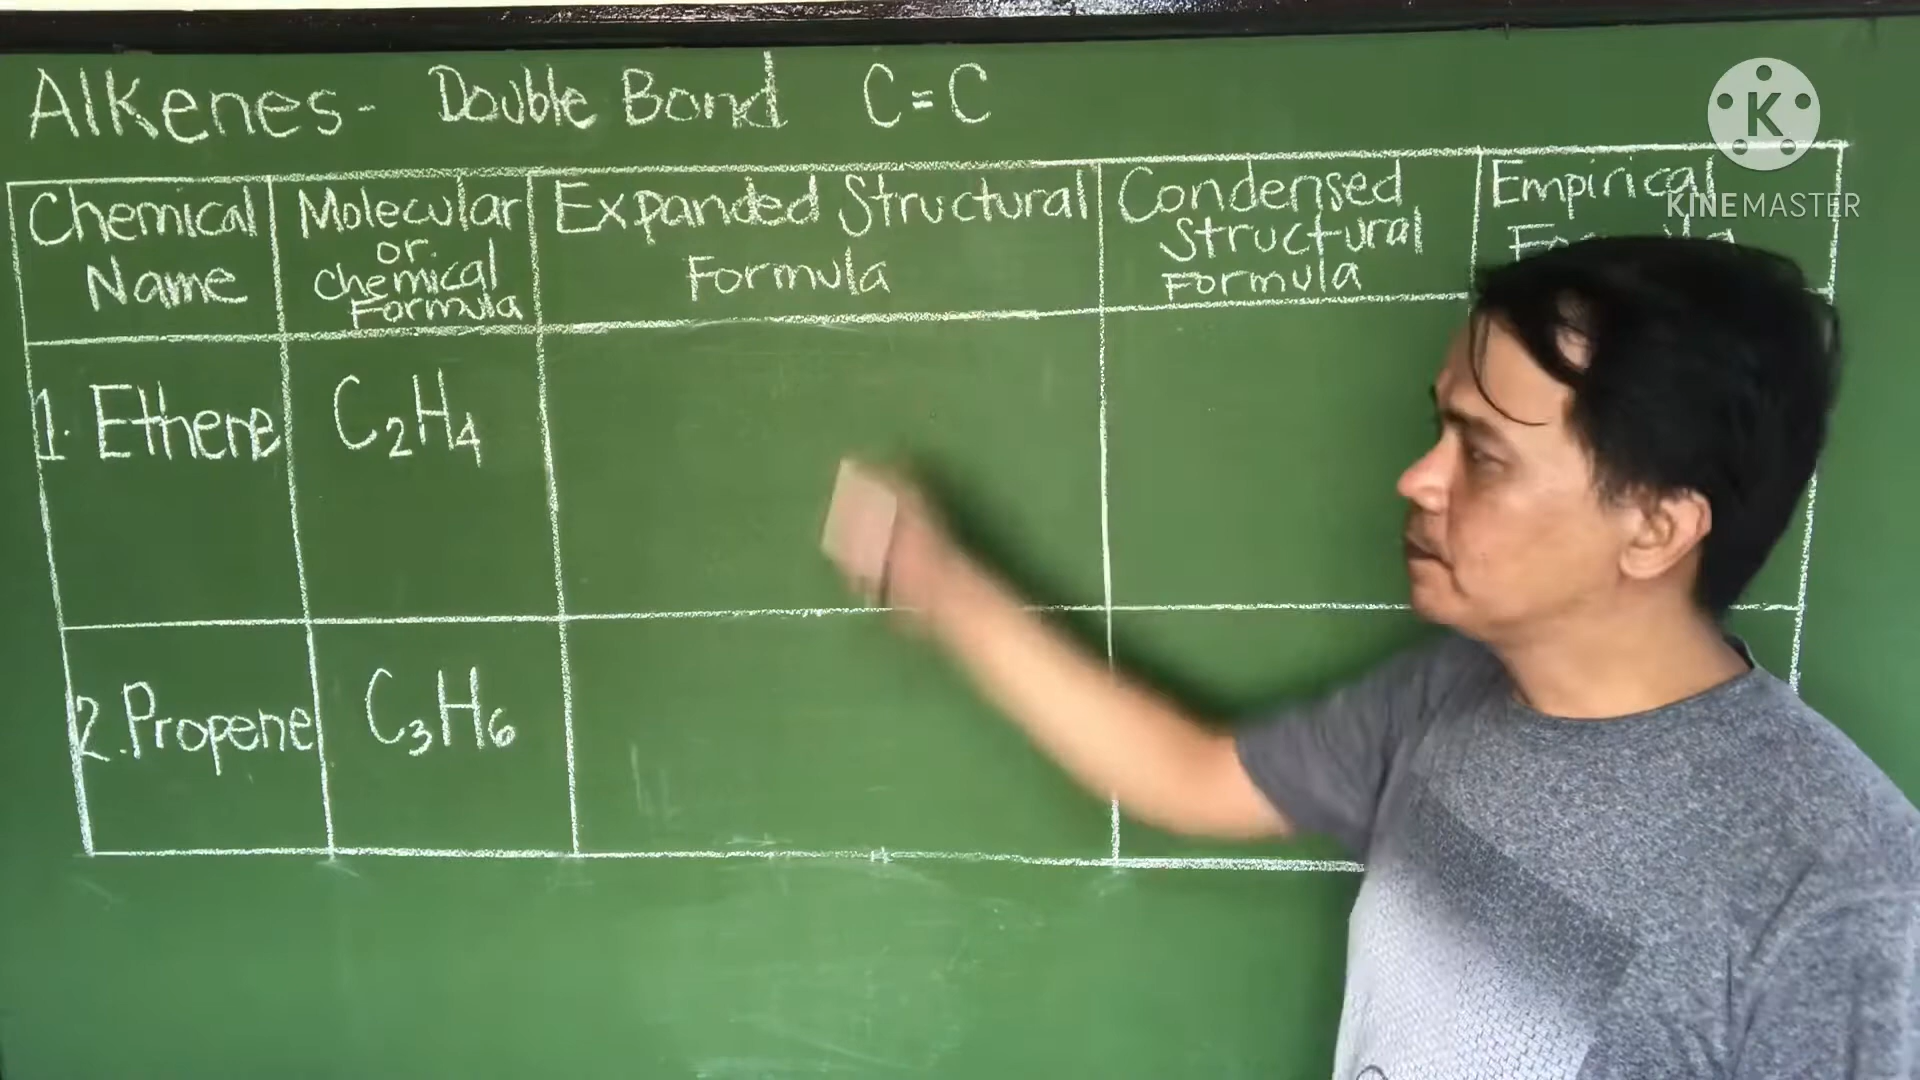 Alkenes- Double Bond C=C
K
KINEMASTER
Chemical
Name
Molecular
or
chemical
Formula
Expanded Structural
Formula
Condensed
Structural
Formula
Empirical
1. Ethene
C₂H₄
2. Propene
C₃H₆